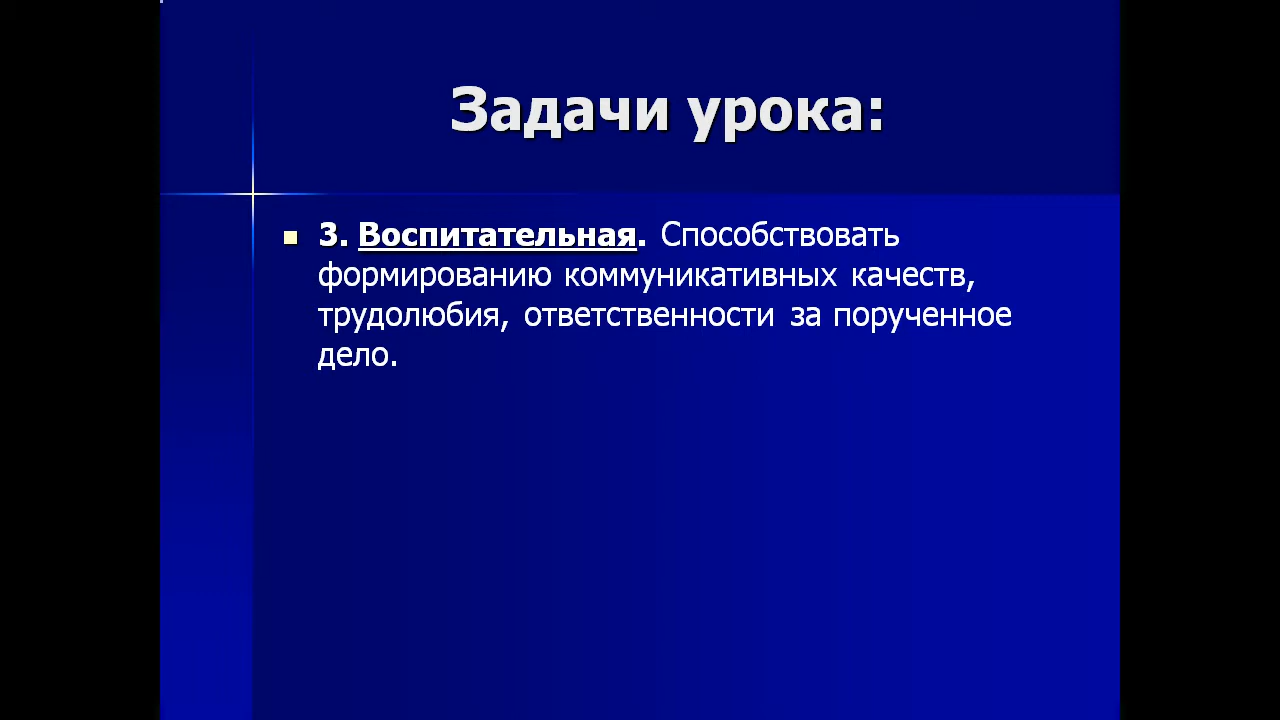 Задачи урока:
3. Воспитательная. Способствовать
формированию коммуникативных качеств,
трудолюбия, ответственности за порученное
дело.